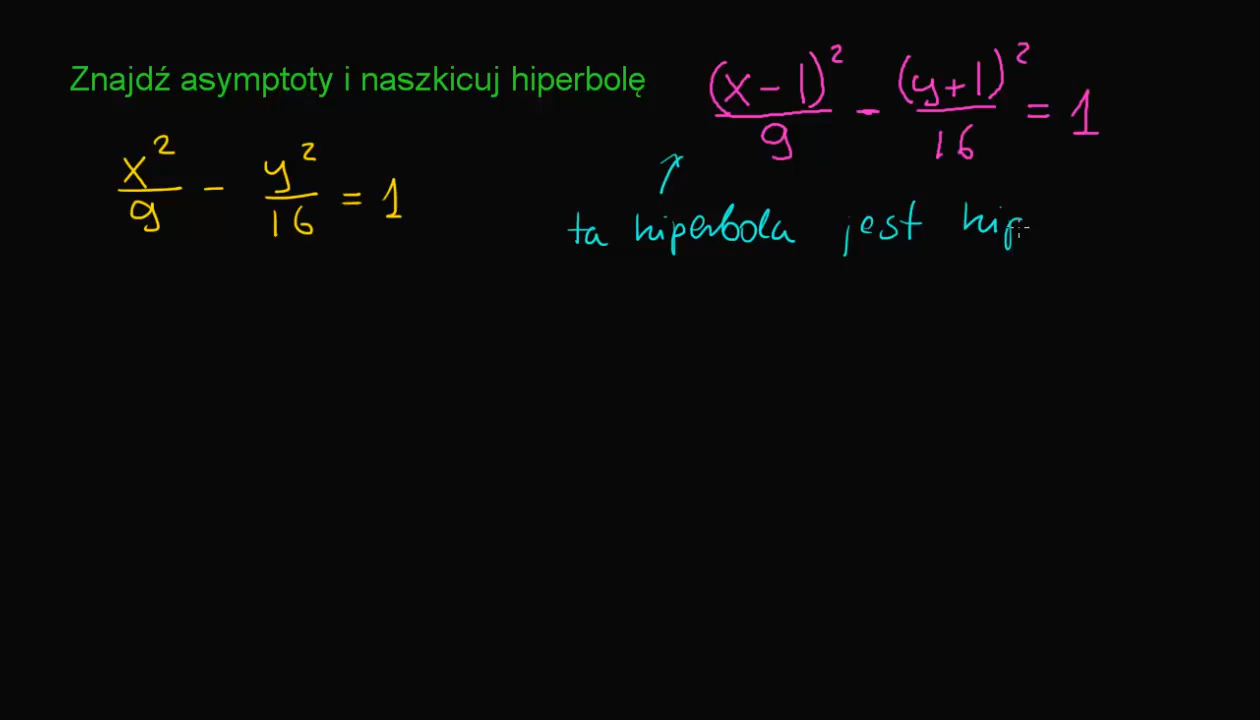 Znajdź asymptoty i naszkicuj hiperbolę
(x-1)²/9 - (y+1)²/16 = 1
x²/9 - y²/16 = 1
ta hiperbola jest hip